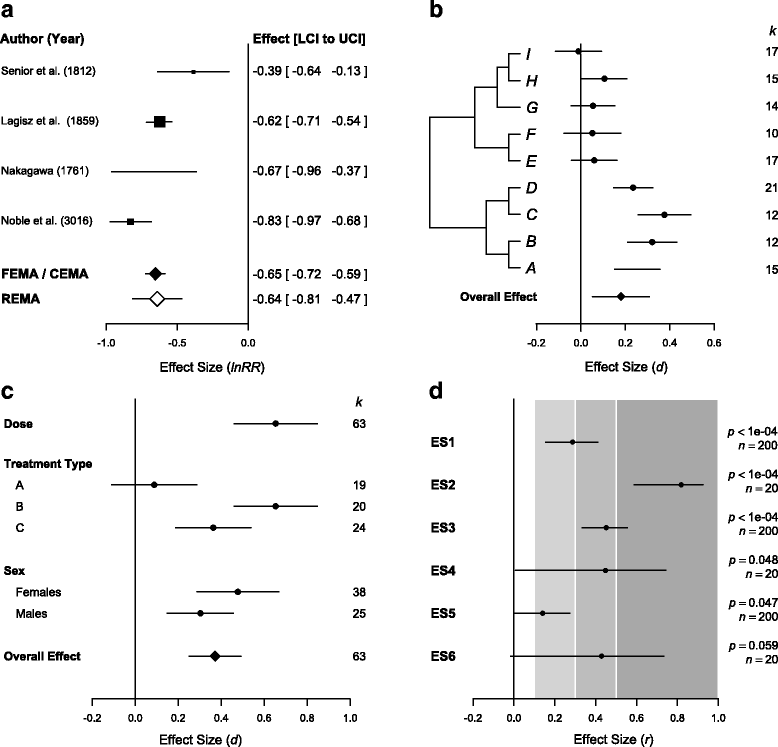 a
Author (Year) Effect [LCI to UCI]
Senior et al. (1812) -0.39 [ -0.64 -0.13 ]
Lagisz et al. (1859) -0.62 [ -0.71 -0.54 ]
Nakagawa (1761) -0.67 [ -0.96 -0.37 ]
Noble et al. (3016) -0.83 [ -0.97 -0.68 ]
FEMA / CEMA -0.65 [ -0.72 -0.59 ]
REMA -0.64 [ -0.81 -0.47 ]
-1.0 -0.5 0.0
Effect Size (lnRR)
b
k
I 17
H 15
G 14
F 10
E 17
D 21
C 12
B 12
A 15
Overall Effect
-0.2 0.0 0.2 0.4 0.6
Effect Size (d)
c
k
Dose 63
Treatment Type
A 19
B 20
C 24
Sex
Females 38
Males 25
Overall Effect 63
-0.2 0.0 0.2 0.4 0.6 0.8 1.0
Effect Size (d)
d
ES1 p < 1e-04
n = 200
ES2 p < 1e-04
n = 20
ES3 p < 1e-04
n = 200
ES4 p = 0.048
n = 20
ES5 p = 0.047
n = 200
ES6 p = 0.059
n = 20
-0.2 0.0 0.2 0.4 0.6 0.8 1.0
Effect Size (r)